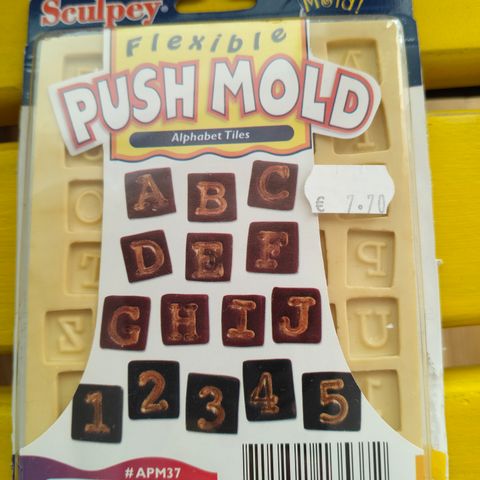 Sculpey
Mold!
Flexible
PUSH MOLD
Alphabet Tiles
€ 7.70
A B C
D E F
G H I J
1 2 3 4 5
#APM37